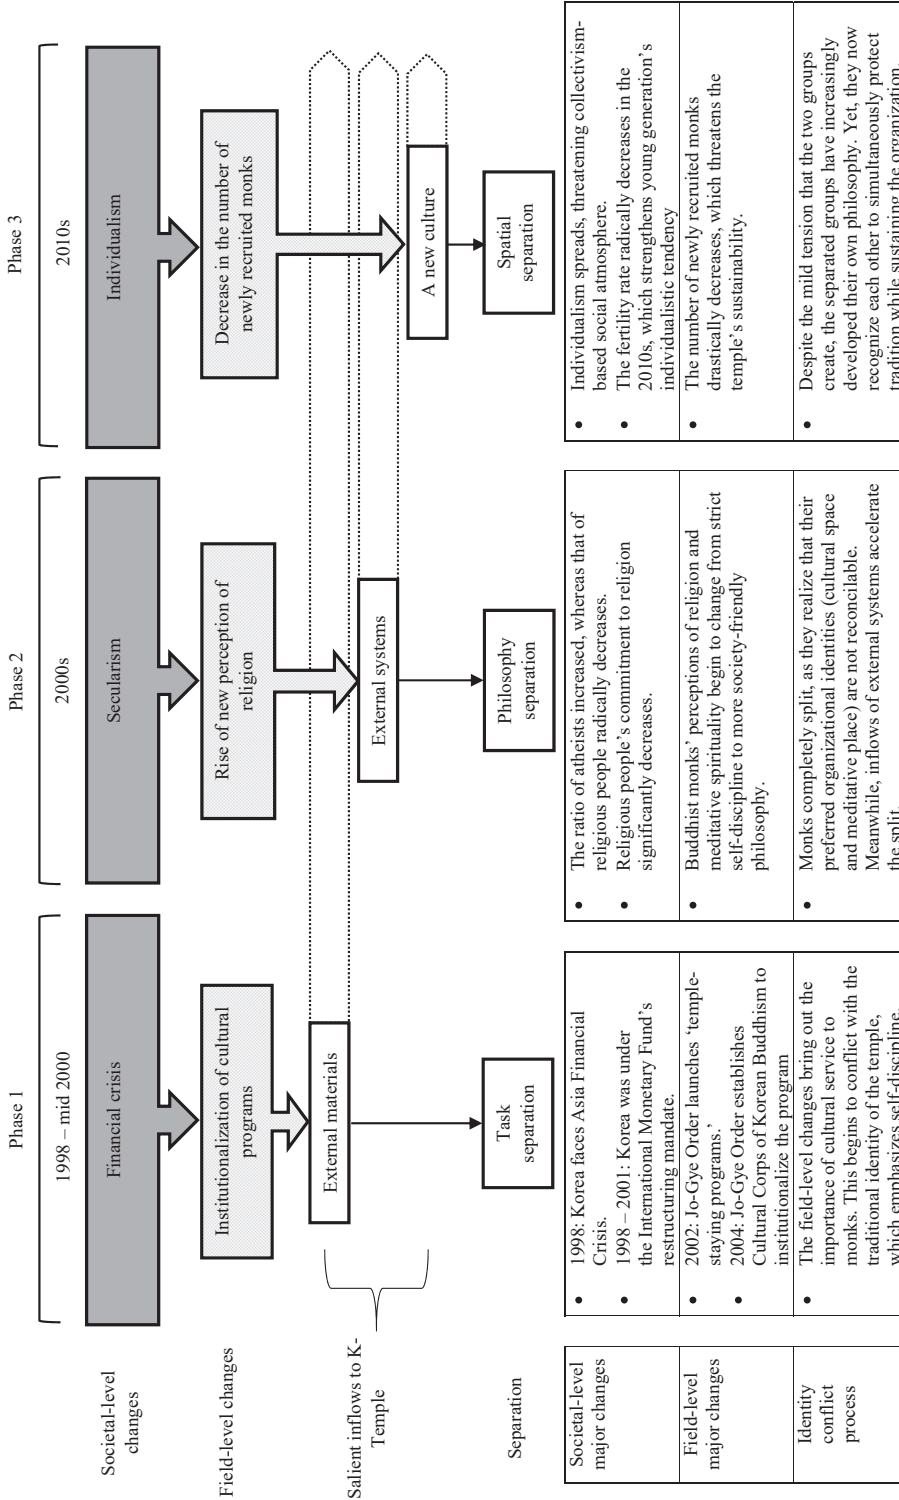 Phase 1
Phase 2
Phase 3
1998 – mid 2000
2000s
2010s
Societal-level
changes
Financial crisis
Secularism
Individualism
Field-level changes
Institutionalization of cultural
programs
Rise of new perception of
religion
Decrease in the number of
newly recruited monks
Salient inflows to K-
Temple
External materials
External systems
A new culture
Separation
Task
separation
Philosophy
separation
Spatial
separation
Societal-level
major changes
• 1998: Korea faces Asia Financial
Crisis.
• 1998 – 2001: Korea was under
the International Monetary Fund’s
restructuring mandate.
• The ratio of atheists increased, whereas that of
religious people radically decreases.
• Religious people’s commitment to religion
significantly decreases.
• Individualism spreads, threatening collectivism-
based social atmosphere.
• The fertility rate radically decreases in the
2010s, which strengthens young generation’s
individualistic tendency
Field-level
major changes
• 2002: Jo-Gye Order launches ‘temple-
staying programs.’
• 2004: Jo-Gye Order establishes
Cultural Corps of Korean Buddhism to
institutionalize the program
• Buddhist monks’ perceptions of religion and
meditative spirituality begin to change from strict
self-discipline to more society-friendly
philosophy.
• The number of newly recruited monks
drastically decreases, which threatens the
temple’s sustainability.
Identity
conflict
process
• The field-level changes bring out the
importance of cultural service to
monks. This begins to conflict with the
traditional identity of the temple,
which emphasizes self-discipline.
• Monks completely split, as they realize that their
preferred organizational identities (cultural space
and meditative place) are not reconcilable.
Meanwhile, inflows of external systems accelerate
the split.
• Despite the mild tension that the two groups
create, the separated groups have increasingly
developed their own philosophy. Yet, they now
recognize each other to simultaneously protect
tradition while sustaining the organization.